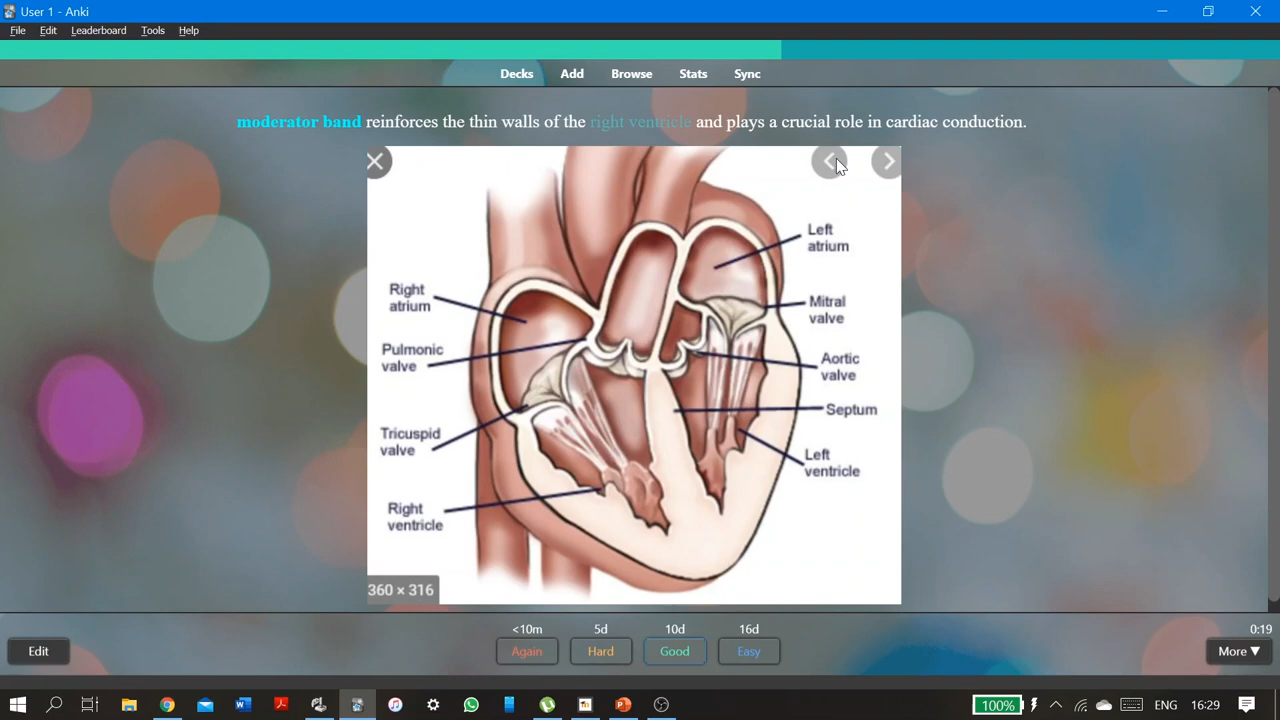 User 1 - Anki
File Edit Leaderboard Tools Help
Decks Add Browse Stats Sync
moderator band reinforces the thin walls of the right ventricle and plays a crucial role in cardiac conduction.
Left
atrium
Right
atrium
Mitral
valve
Pulmonic
valve
Aortic
valve
Septum
Tricuspid
valve
Left
ventricle
Right
ventricle
360 × 316
<10m 5d 10d 16d 0:19
Edit Again Hard Good Easy More ▼
100% ENG 16:29